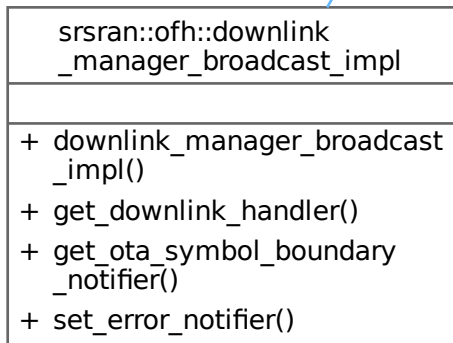 srsran::ofh::downlink
_manager_broadcast_impl
+ downlink_manager_broadcast
_impl()
+ get_downlink_handler()
+ get_ota_symbol_boundary
_notifier()
+ set_error_notifier()